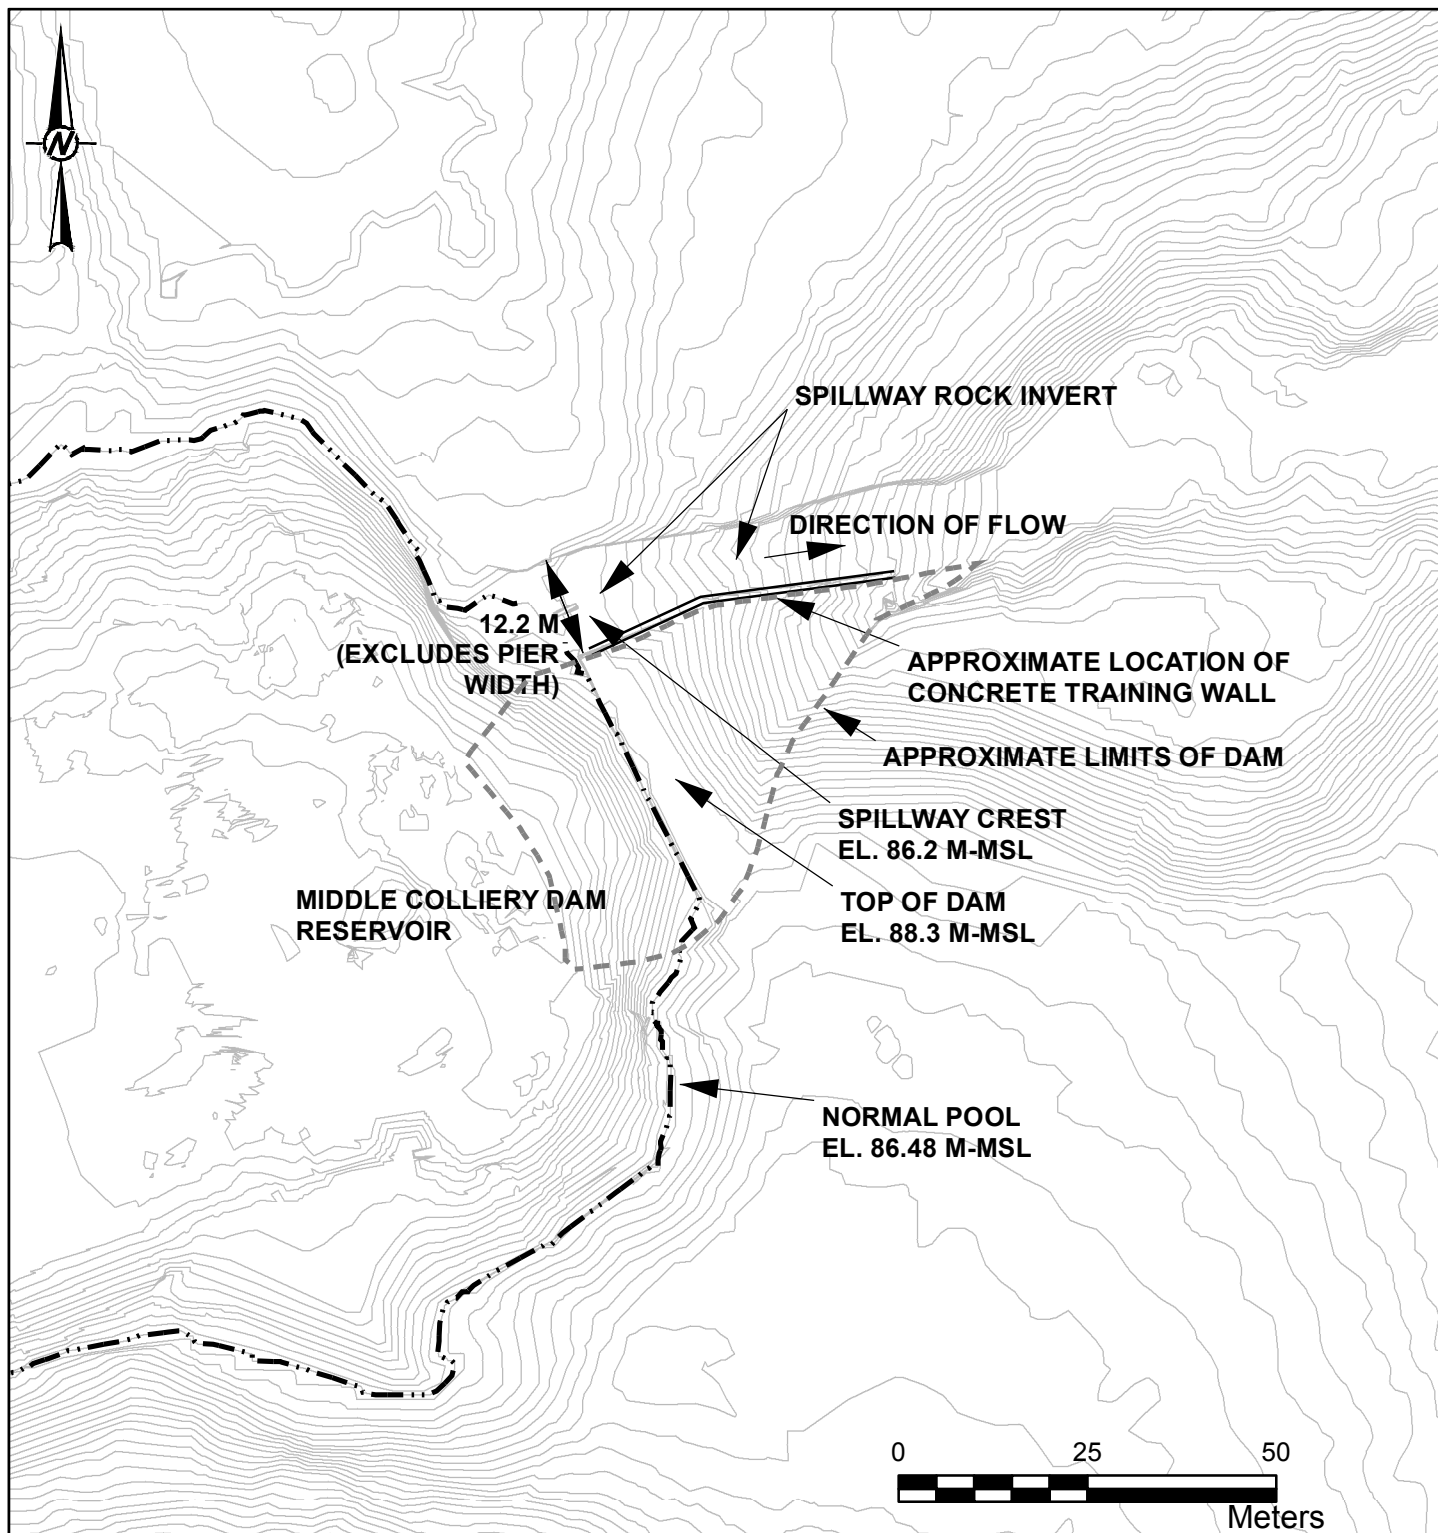 N
SPILLWAY ROCK INVERT
DIRECTION OF FLOW
12.2 M
(EXCLUDES PIER
WIDTH)
APPROXIMATE LOCATION OF
CONCRETE TRAINING WALL
APPROXIMATE LIMITS OF DAM
SPILLWAY CREST
EL. 86.2 M-MSL
MIDDLE COLLIERY DAM
RESERVOIR
TOP OF DAM
EL. 88.3 M-MSL
NORMAL POOL
EL. 86.48 M-MSL
0 25 50
Meters